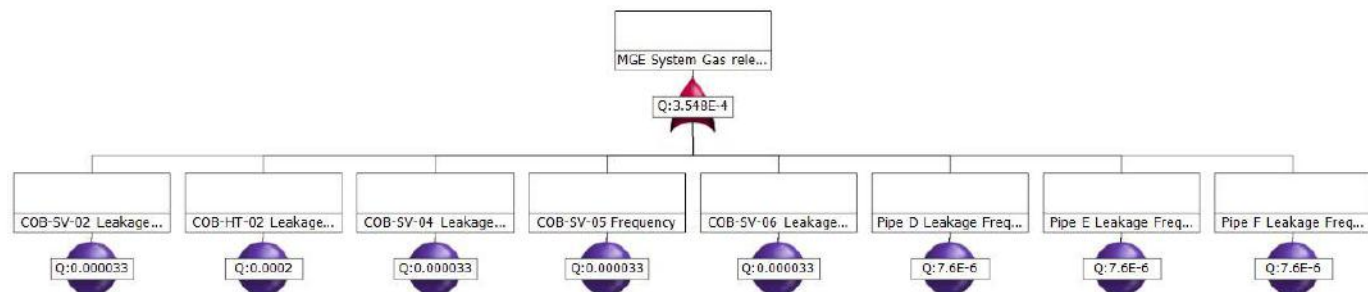 MGE System Gas rele...
Q:3.548E-4
COB-SV-02 Leakage...
COB-HT-02 Leakage...
COB-SV-04 Leakage...
COB-SV-05 Frequency
COB-SV-06 Leakage...
Pipe D Leakage Freq...
Pipe E Leakage Freq...
Pipe F Leakage Freq...
Q:0.000033
Q:0.0002
Q:0.000033
Q:0.000033
Q:0.000033
Q:7.6E-6
Q:7.6E-6
Q:7.6E-6